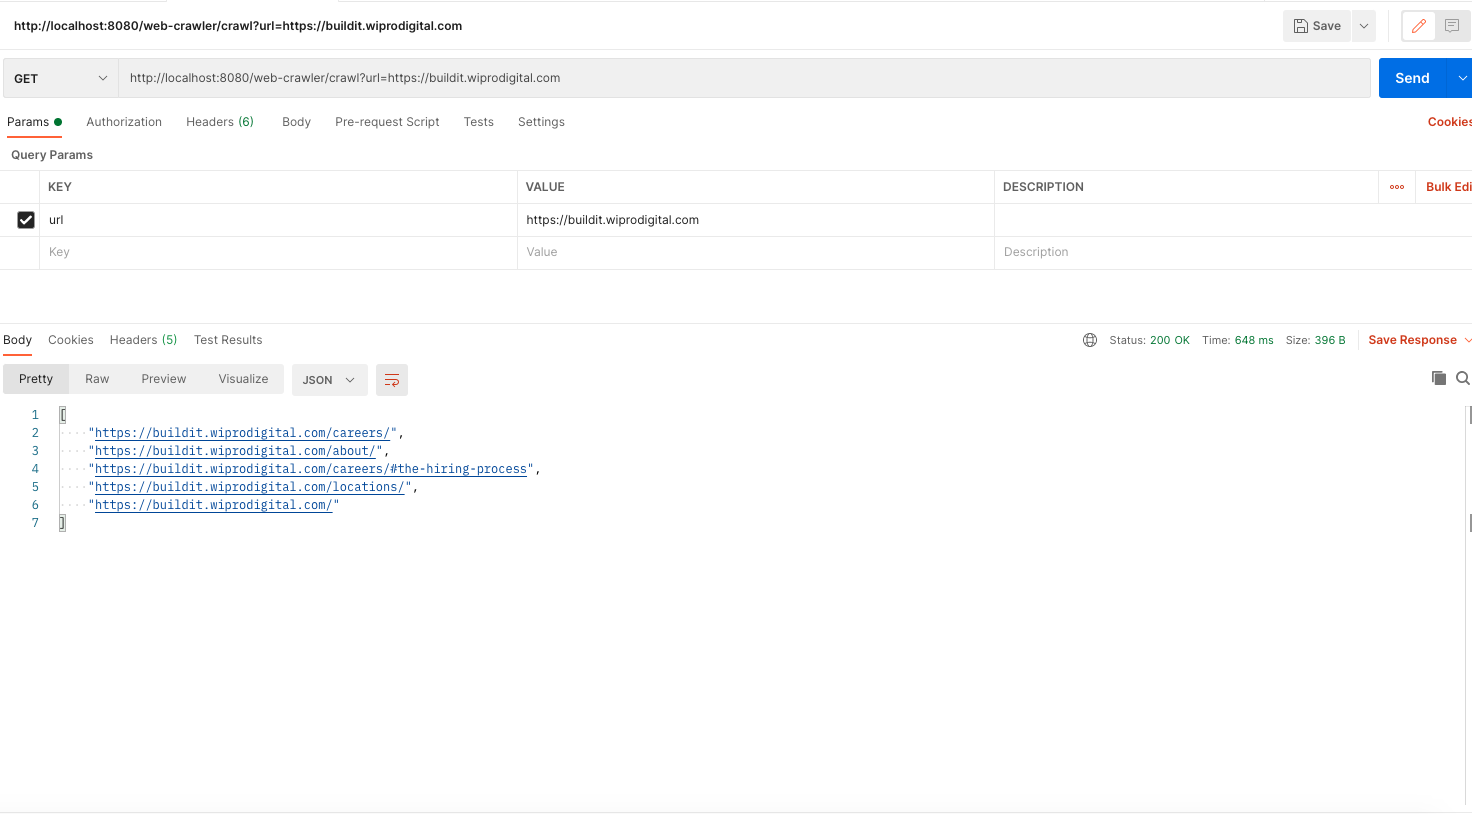 http://localhost:8080/web-crawler/crawl?url=https://buildit.wiprodigital.com Save
GET http://localhost:8080/web-crawler/crawl?url=https://buildit.wiprodigital.com Send
Params Authorization Headers (6) Body Pre-request Script Tests Settings Cookies
Query Params
KEY VALUE DESCRIPTION Bulk Edi
url https://buildit.wiprodigital.com
Key Value Description
Body Cookies Headers (5) Test Results Status: 200 OK Time: 648 ms Size: 396 B Save Response
Pretty Raw Preview Visualize JSON
1 [
2 "https://buildit.wiprodigital.com/careers/",
3 "https://buildit.wiprodigital.com/about/",
4 "https://buildit.wiprodigital.com/careers/#the-hiring-process",
5 "https://buildit.wiprodigital.com/locations/",
6 "https://buildit.wiprodigital.com/"
7 ]